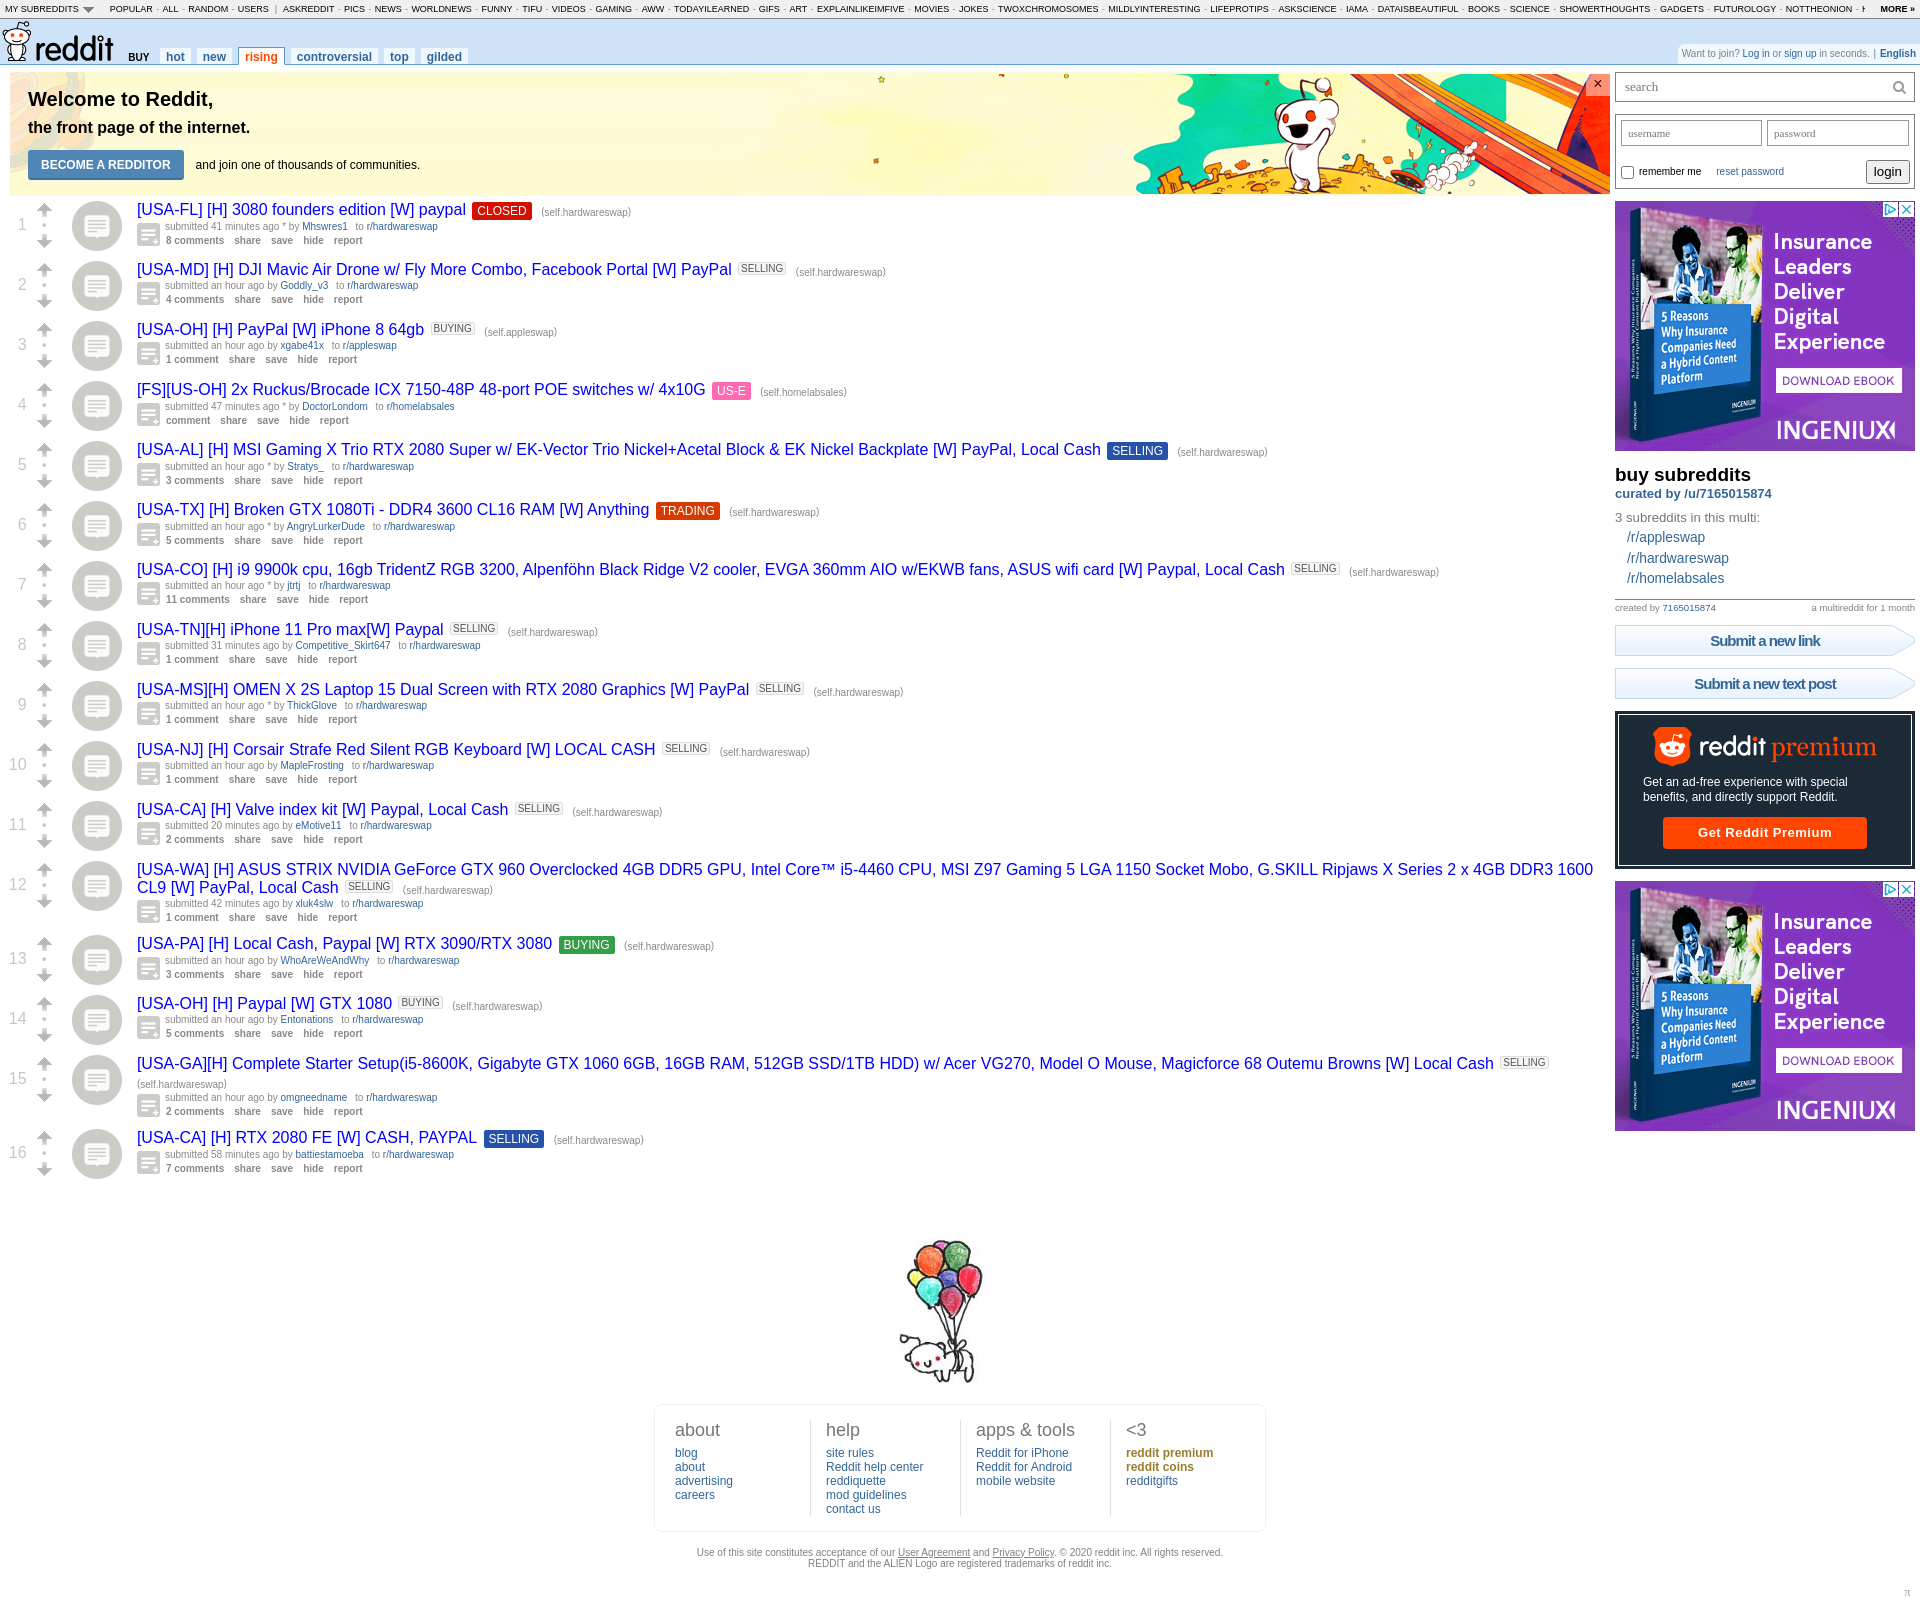 MY SUBREDDITS POPULAR - ALL - RANDOM - USERS | ASKREDDIT - PICS - NEWS - WORLDNEWS - FUNNY - TIFU - VIDEOS - GAMING - AWW - TODAYILEARNED - GIFS - ART - EXPLAINLIKEIMFIVE - MOVIES - JOKES - TWOXCHROMOSOMES - MILDLYINTERESTING - LIFEPROTIPS - ASKSCIENCE - IAMA - DATAISBEAUTIFUL - BOOKS - SCIENCE - SHOWERTHOUGHTS - GADGETS - FUTUROLOGY - NOTTHEONION - MORE »
reddit BUY hot new rising controversial top gilded
Want to join? Log in or sign up in seconds. | English
Welcome to Reddit,
the front page of the internet.
BECOME A REDDITOR and join one of thousands of communities.
×
1
[USA-FL] [H] 3080 founders edition [W] paypal CLOSED (self.hardwareswap)
submitted 41 minutes ago * by Mhswres1 to r/hardwareswap
8 comments share save hide report
2
[USA-MD] [H] DJI Mavic Air Drone w/ Fly More Combo, Facebook Portal [W] PayPal SELLING (self.hardwareswap)
submitted an hour ago by Goddly_v3 to r/hardwareswap
4 comments share save hide report
3
[USA-OH] [H] PayPal [W] iPhone 8 64gb BUYING (self.appleswap)
submitted an hour ago by xgabe41x to r/appleswap
1 comment share save hide report
4
[FS][US-OH] 2x Ruckus/Brocade ICX 7150-48P 48-port POE switches w/ 4x10G US-E (self.homelabsales)
submitted 47 minutes ago * by DoctorLondom to r/homelabsales
comment share save hide report
5
[USA-AL] [H] MSI Gaming X Trio RTX 2080 Super w/ EK-Vector Trio Nickel+Acetal Block & EK Nickel Backplate [W] PayPal, Local Cash SELLING (self.hardwareswap)
submitted an hour ago * by Stratys_ to r/hardwareswap
3 comments share save hide report
6
[USA-TX] [H] Broken GTX 1080Ti - DDR4 3600 CL16 RAM [W] Anything TRADING (self.hardwareswap)
submitted an hour ago * by AngryLurkerDude to r/hardwareswap
5 comments share save hide report
7
[USA-CO] [H] i9 9900k cpu, 16gb TridentZ RGB 3200, Alpenföhn Black Ridge V2 cooler, EVGA 360mm AIO w/EKWB fans, ASUS wifi card [W] Paypal, Local Cash SELLING (self.hardwareswap)
submitted an hour ago * by jtrtj to r/hardwareswap
11 comments share save hide report
8
[USA-TN][H] iPhone 11 Pro max[W] Paypal SELLING (self.hardwareswap)
submitted 31 minutes ago by Competitive_Skirt647 to r/hardwareswap
1 comment share save hide report
9
[USA-MS][H] OMEN X 2S Laptop 15 Dual Screen with RTX 2080 Graphics [W] PayPal SELLING (self.hardwareswap)
submitted an hour ago * by ThickGlove to r/hardwareswap
1 comment share save hide report
10
[USA-NJ] [H] Corsair Strafe Red Silent RGB Keyboard [W] LOCAL CASH SELLING (self.hardwareswap)
submitted an hour ago by MapleFrosting to r/hardwareswap
1 comment share save hide report
11
[USA-CA] [H] Valve index kit [W] Paypal, Local Cash SELLING (self.hardwareswap)
submitted 20 minutes ago by eMotive11 to r/hardwareswap
2 comments share save hide report
12
[USA-WA] [H] ASUS STRIX NVIDIA GeForce GTX 960 Overclocked 4GB DDR5 GPU, Intel Core™ i5-4460 CPU, MSI Z97 Gaming 5 LGA 1150 Socket Mobo, G.SKILL Ripjaws X Series 2 x 4GB DDR3 1600
CL9 [W] PayPal, Local Cash SELLING (self.hardwareswap)
submitted 42 minutes ago by xluk4slw to r/hardwareswap
1 comment share save hide report
13
[USA-PA] [H] Local Cash, Paypal [W] RTX 3090/RTX 3080 BUYING (self.hardwareswap)
submitted an hour ago by WhoAreWeAndWhy to r/hardwareswap
3 comments share save hide report
14
[USA-OH] [H] Paypal [W] GTX 1080 BUYING (self.hardwareswap)
submitted an hour ago by Entonations to r/hardwareswap
5 comments share save hide report
15
[USA-GA][H] Complete Starter Setup(i5-8600K, Gigabyte GTX 1060 6GB, 16GB RAM, 512GB SSD/1TB HDD) w/ Acer VG270, Model O Mouse, Magicforce 68 Outemu Browns [W] Local Cash SELLING
(self.hardwareswap)
submitted an hour ago by omgneedname to r/hardwareswap
2 comments share save hide report
16
[USA-CA] [H] RTX 2080 FE [W] CASH, PAYPAL SELLING (self.hardwareswap)
submitted 58 minutes ago by battiestamoeba to r/hardwareswap
7 comments share save hide report
search
username password
remember me reset password login
Insurance
Leaders
Deliver
Digital
Experience
5 Reasons
Why Insurance
Companies Need
a Hybrid Content
Platform
INGENIUX
DOWNLOAD EBOOK
INGENIUX
buy subreddits
curated by /u/7165015874
3 subreddits in this multi:
/r/appleswap
/r/hardwareswap
/r/homelabsales
created by 7165015874 a multireddit for 1 month
Submit a new link
Submit a new text post
reddit premium
Get an ad-free experience with special
benefits, and directly support Reddit.
Get Reddit Premium
Insurance
Leaders
Deliver
Digital
Experience
5 Reasons
Why Insurance
Companies Need
a Hybrid Content
Platform
INGENIUX
DOWNLOAD EBOOK
INGENIUX
about
blog
about
advertising
careers
help
site rules
Reddit help center
reddiquette
mod guidelines
contact us
apps & tools
Reddit for iPhone
Reddit for Android
mobile website
<3
reddit premium
reddit coins
redditgifts
Use of this site constitutes acceptance of our User Agreement and Privacy Policy. © 2020 reddit inc. All rights reserved.
REDDIT and the ALIEN Logo are registered trademarks of reddit inc.
π